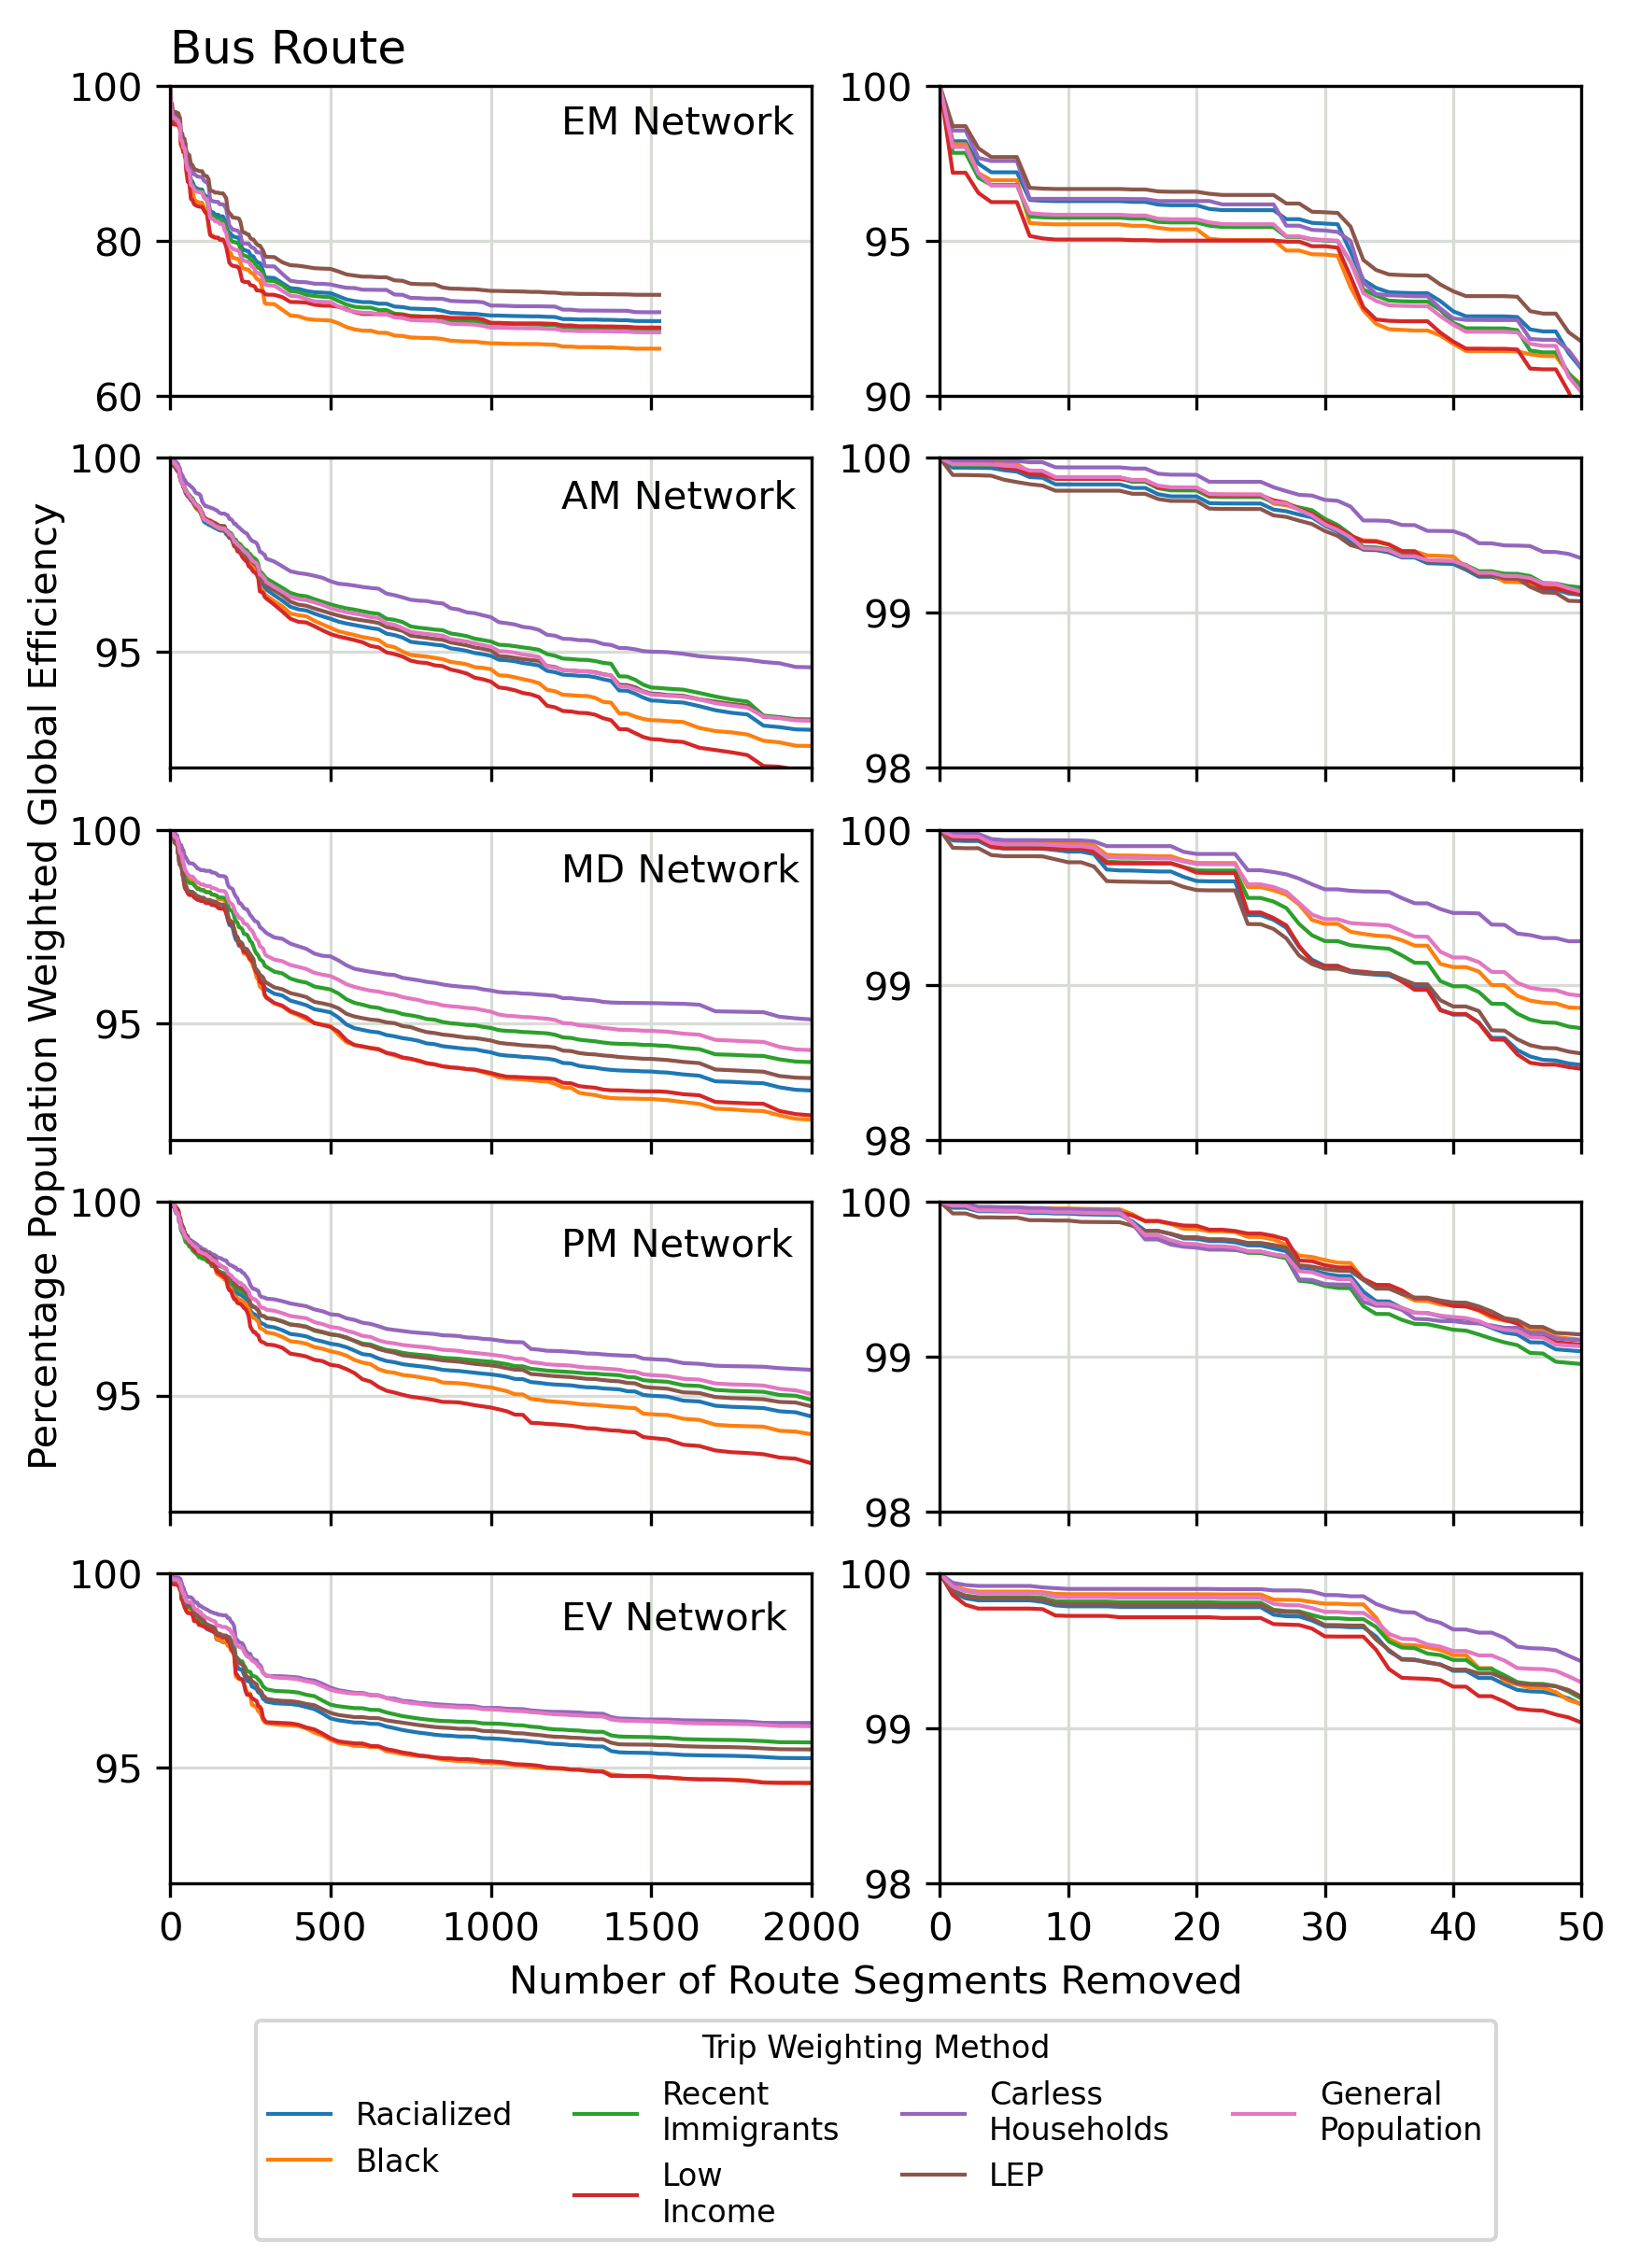 Bus Route
Percentage Population Weighted Global Efficiency
EM Network
100
80
60
100
95
90
AM Network
100
95
100
99
98
MD Network
100
95
100
99
98
PM Network
100
95
100
99
98
EV Network
100
95
100
99
98
0 500 1000 1500 2000
0 10 20 30 40 50
Number of Route Segments Removed
Trip Weighting Method
Racialized
Black
Recent
Immigrants
Low
Income
Carless
Households
LEP
General
Population